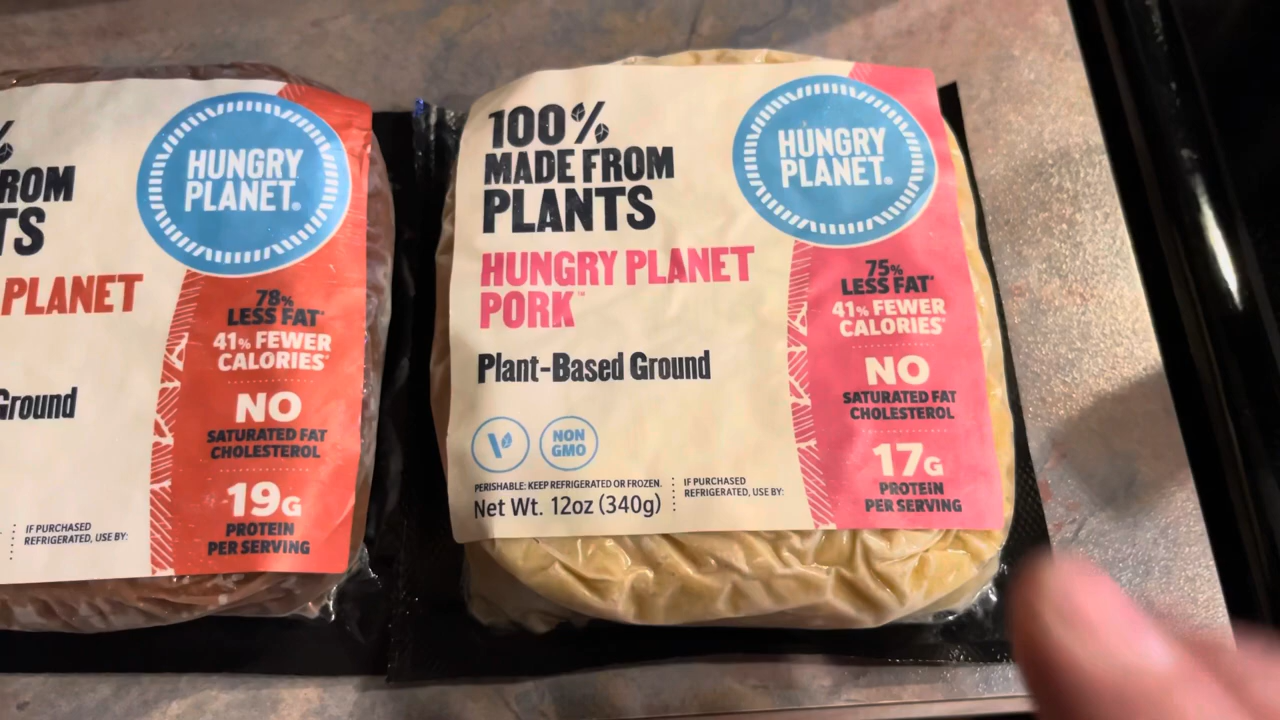 %
ROM
TS
PLANET
Ground
IF PURCHASED
REFRIGERATED, USE BY:
HUNGRY
PLANET®
78%
LESS FAT*
41% FEWER
CALORIES*
NO
SATURATED FAT
CHOLESTEROL
19G
PROTEIN
PER SERVING
100%
MADE FROM
PLANTS
HUNGRY PLANET
PORK™
Plant-Based Ground
V
NON
GMO
PERISHABLE: KEEP REFRIGERATED OR FROZEN.
Net Wt. 12oz (340g)
IF PURCHASED
REFRIGERATED, USE BY:
HUNGRY
PLANET®
75%
LESS FAT*
41% FEWER
CALORIES*
NO
SATURATED FAT
CHOLESTEROL
17G
PROTEIN
PER SERVING